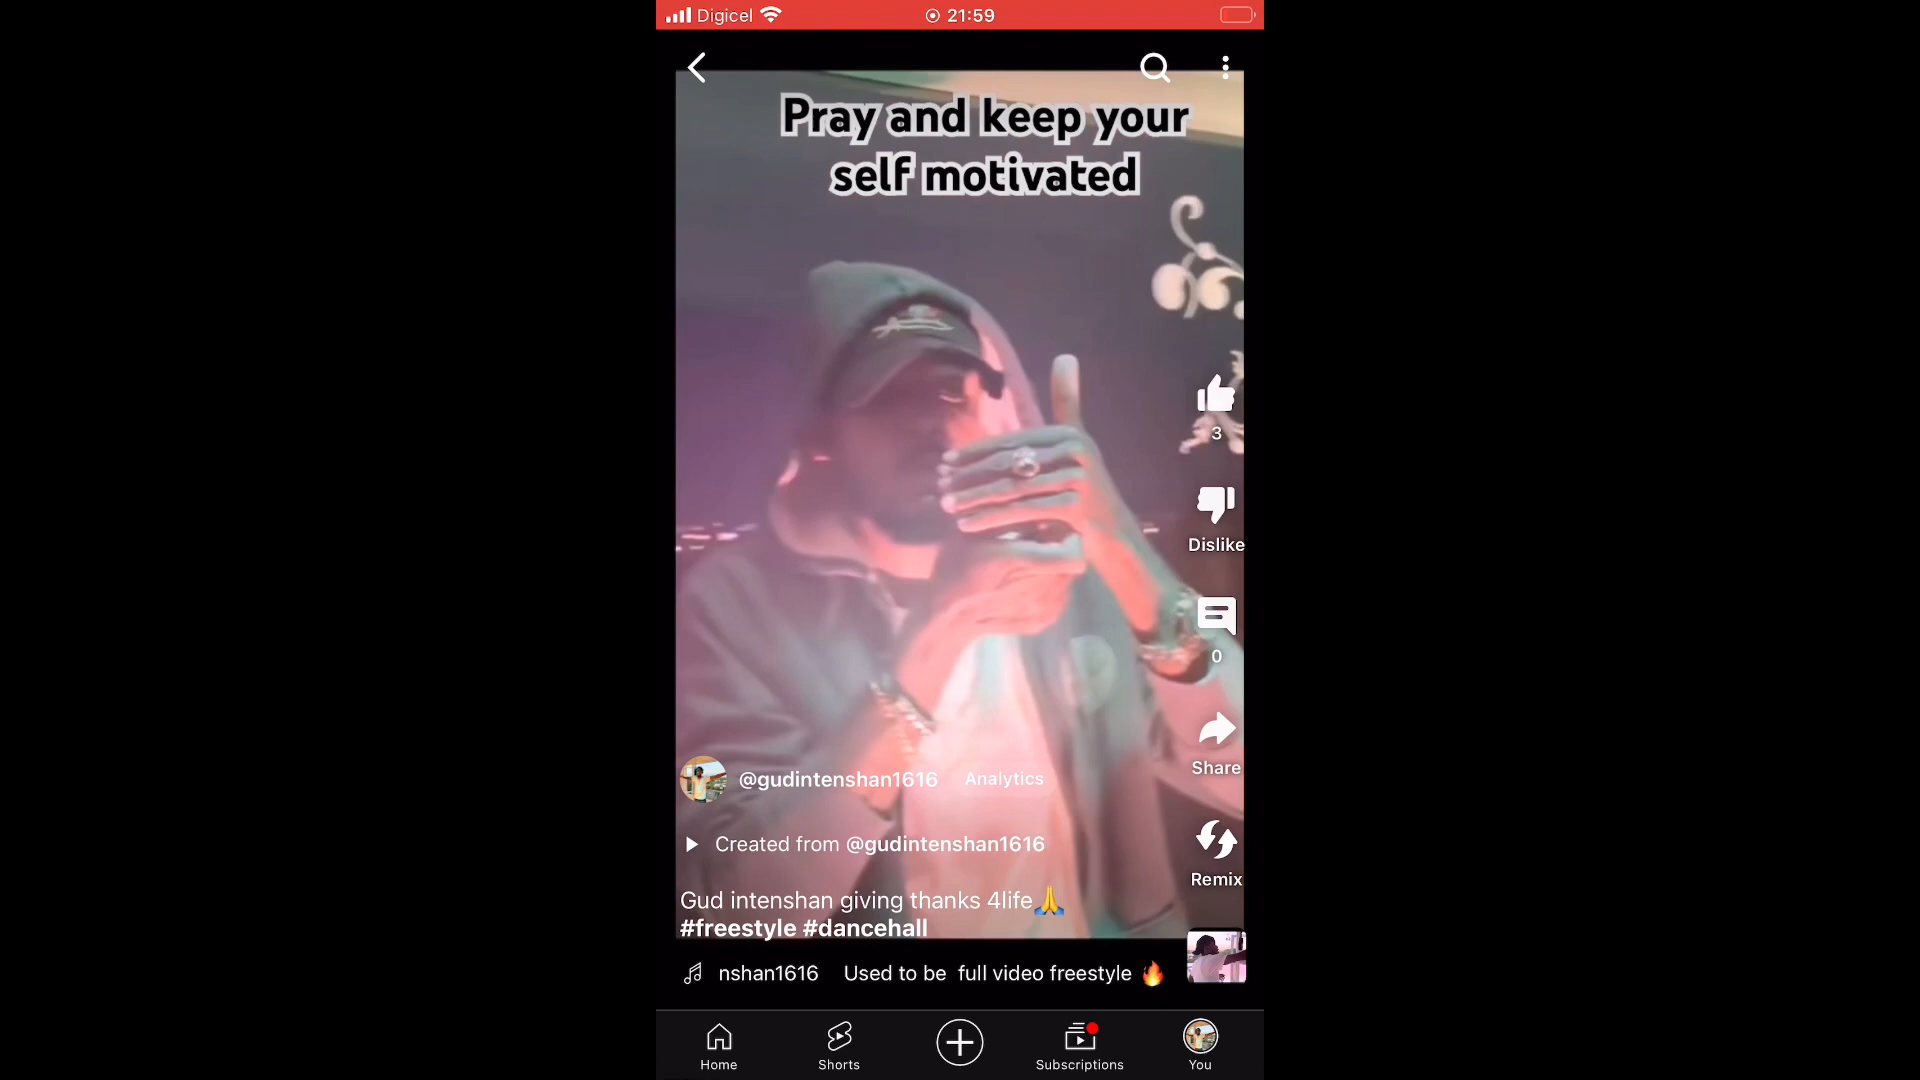 Digicel
21:59
Pray and keep your
self motivated
3
Dislike
0
Share
@gudintenshan1616 Analytics
Created from @gudintenshan1616
Remix
Gud intenshan giving thanks 4life🙏
#freestyle #dancehall
nshan1616 Used to be full video freestyle 🔥
Home
Shorts
Subscriptions
You